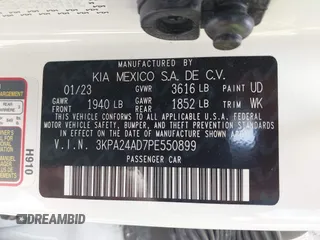 MANUFACTURED BY
KIA MEXICO S.A. DE C.V.
01/23 GVWR 3616 LB PAINT UD
GAWR FRONT 1940 LB GAWR REAR 1852 LB TRIM WK
THIS VEHICLE CONFORMS TO ALL APPLICABLE U.S. FEDERAL
MOTOR VEHICLE SAFETY, BUMPER, AND THEFT PREVENTION
STANDARDS IN EFFECT ON THE DATE OF MANUFACTURE SHOWN ABOVE.
V.I.N. 3KPA24AD7PE550899
PASSENGER CAR
H910
DREAMBID